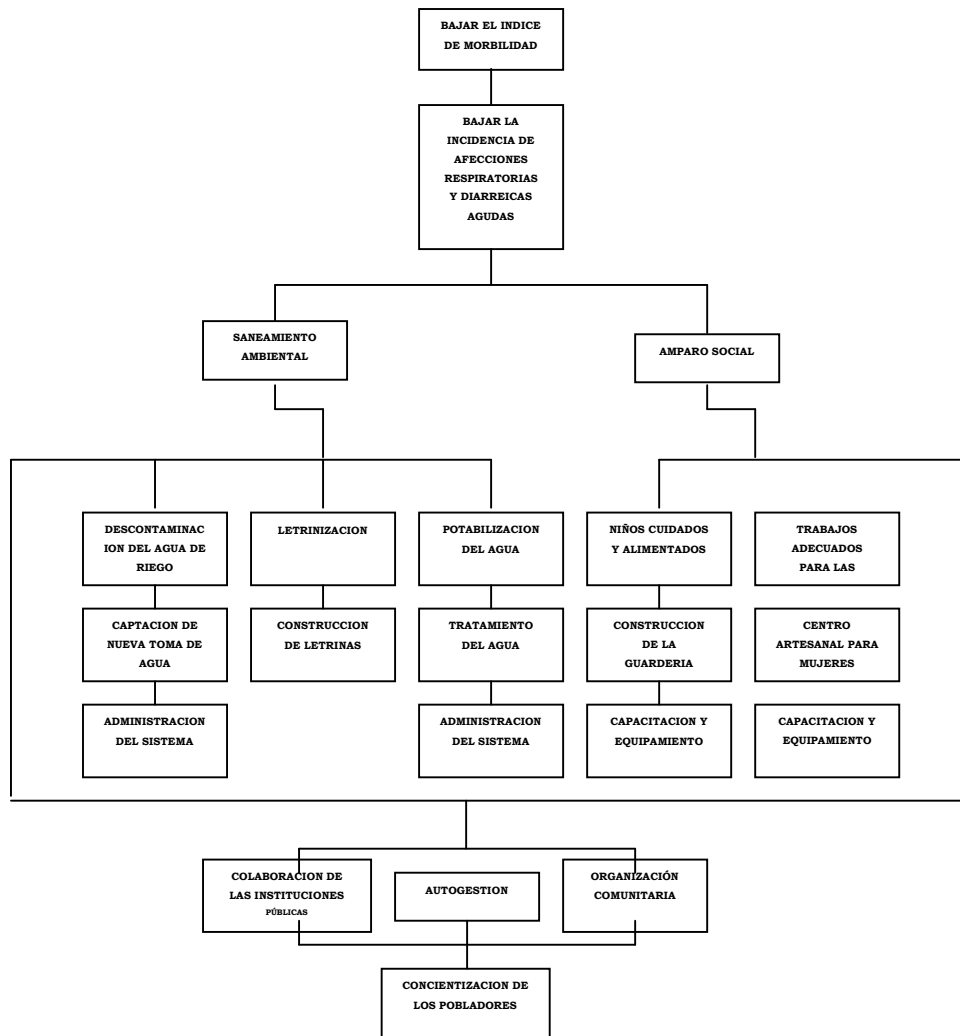 BAJAR EL INDICE
DE MORBILIDAD
BAJAR LA
INCIDENCIA DE
AFECCIONES
RESPIRATORIAS
Y DIARREICAS
AGUDAS
SANEAMIENTO
AMBIENTAL
AMPARO SOCIAL
DESCONTAMINAC
ION DEL AGUA DE
RIEGO
LETRINIZACION
POTABILIZACION
DEL AGUA
NIÑOS CUIDADOS
Y ALIMENTADOS
TRABAJOS
ADECUADOS
PARA LAS
CAPTACION DE
NUEVA TOMA DE
AGUA
CONSTRUCCION
DE LETRINAS
TRATAMIENTO
DEL AGUA
CONSTRUCCION
DE LA
GUARDERIA
CENTRO
ARTESANAL PARA
MUJERES
ADMINISTRACION
DEL SISTEMA
ADMINISTRACION
DEL SISTEMA
CAPACITACION Y
EQUIPAMIENTO
CAPACITACION Y
EQUIPAMIENTO
COLABORACION DE
LAS INSTITUCIONES
PÚBLICAS
AUTOGESTION
ORGANIZACIÓN
COMUNITARIA
CONCIENTIZACION DE
LOS POBLADORES